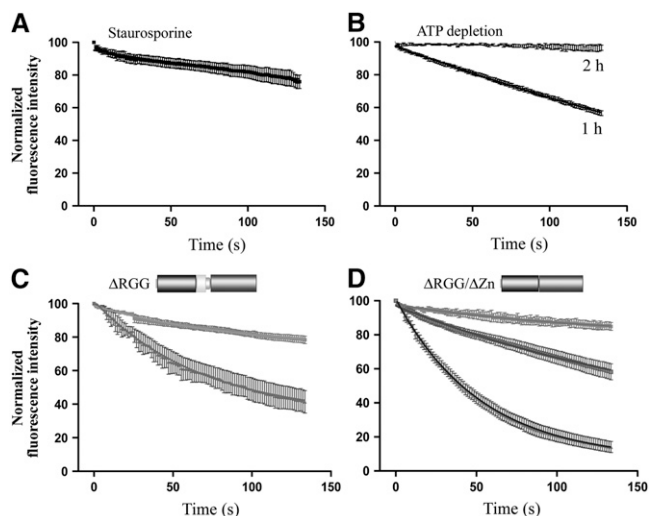 A
Staurosporine
Normalized
fluorescence intensity
100
80
60
40
20
0
0
50
100
150
Time (s)
B
ATP depletion
2 h
1 h
100
80
60
40
20
0
0
50
100
150
Time (s)
C
ΔRGG
Normalized
fluorescence intensity
100
80
60
40
20
0
0
50
100
150
Time (s)
D
ΔRGG/ΔZn
100
80
60
40
20
0
0
50
100
150
Time (s)